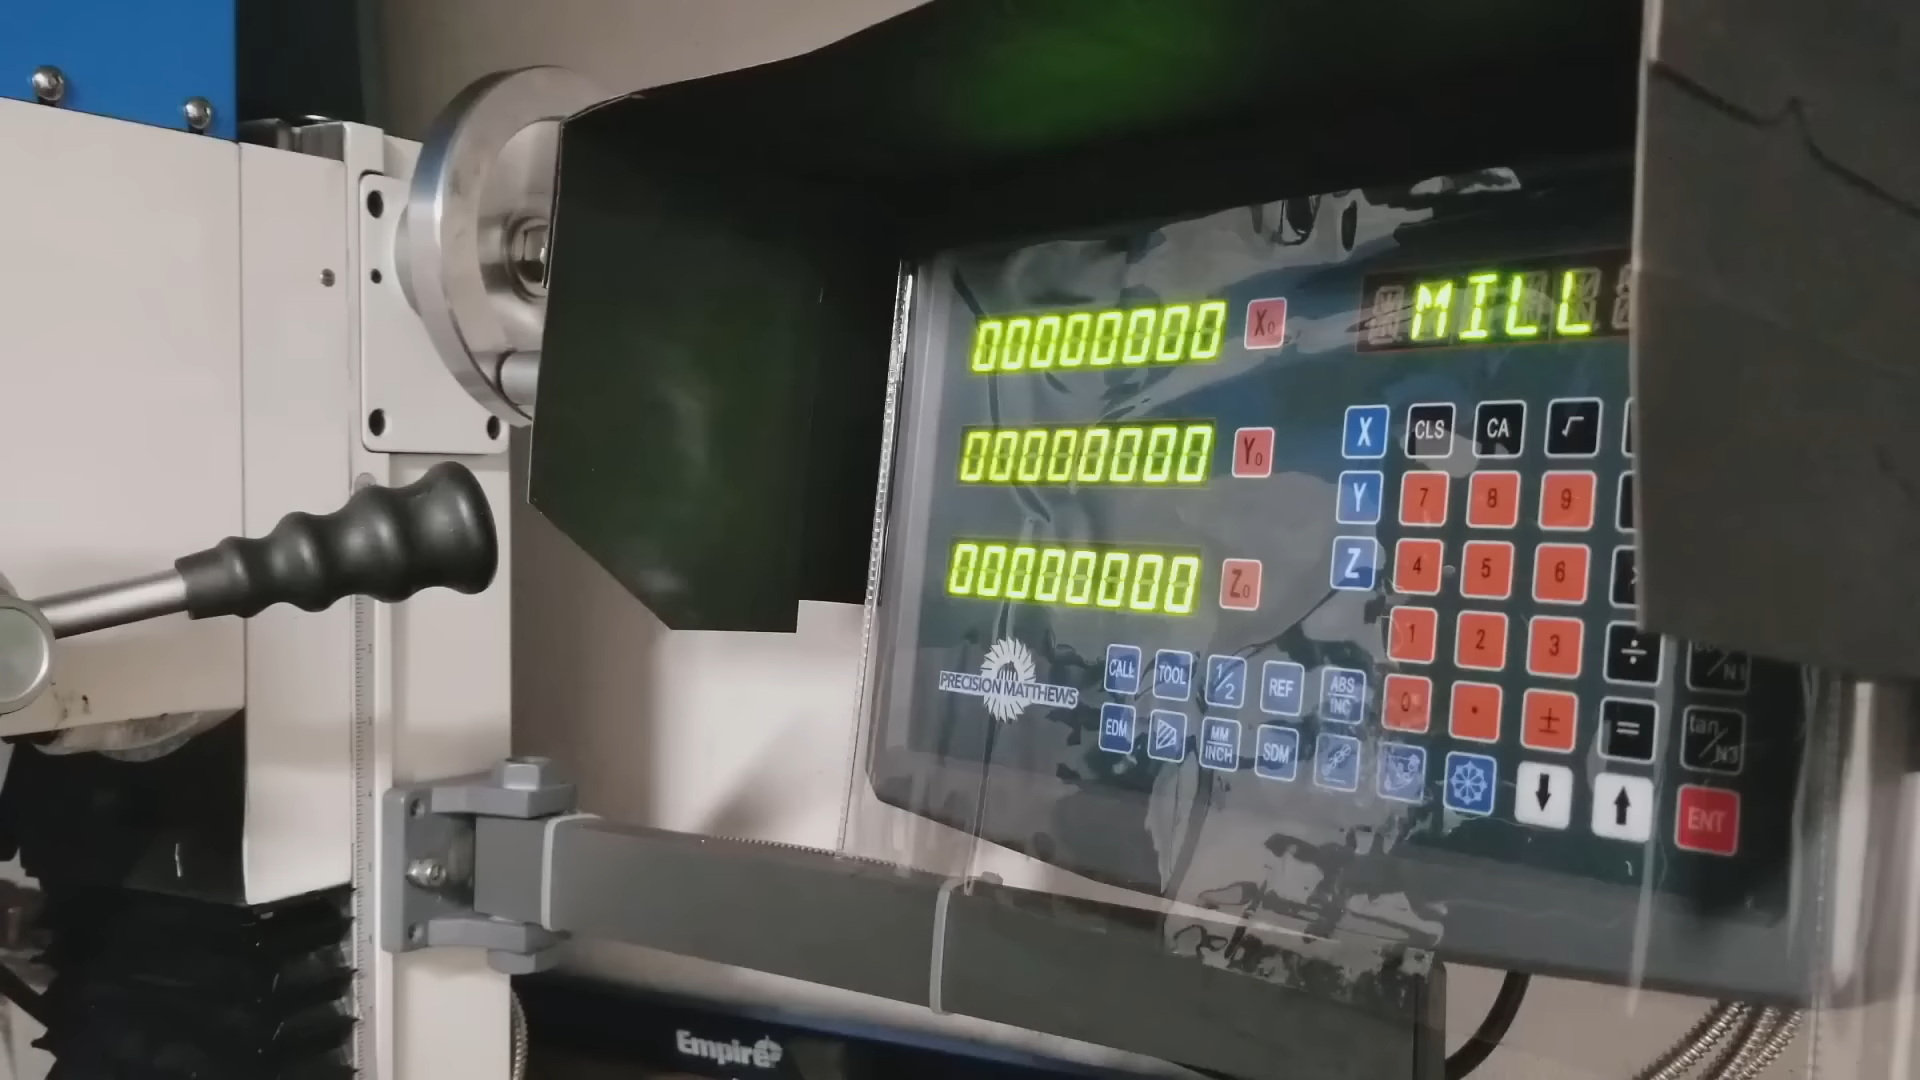 00000000 X0 MILL
00000000 Y0
00000000 Z0
X CLS CA √
Y 7 8 9
Z 4 5 6
1 2 3 ÷
0 . ± =
PRECISION MATTHEWS
CALL TOOL 1/2 REF ABS/INC
EDM MM/INCH SDM
tan
ENT
Empire